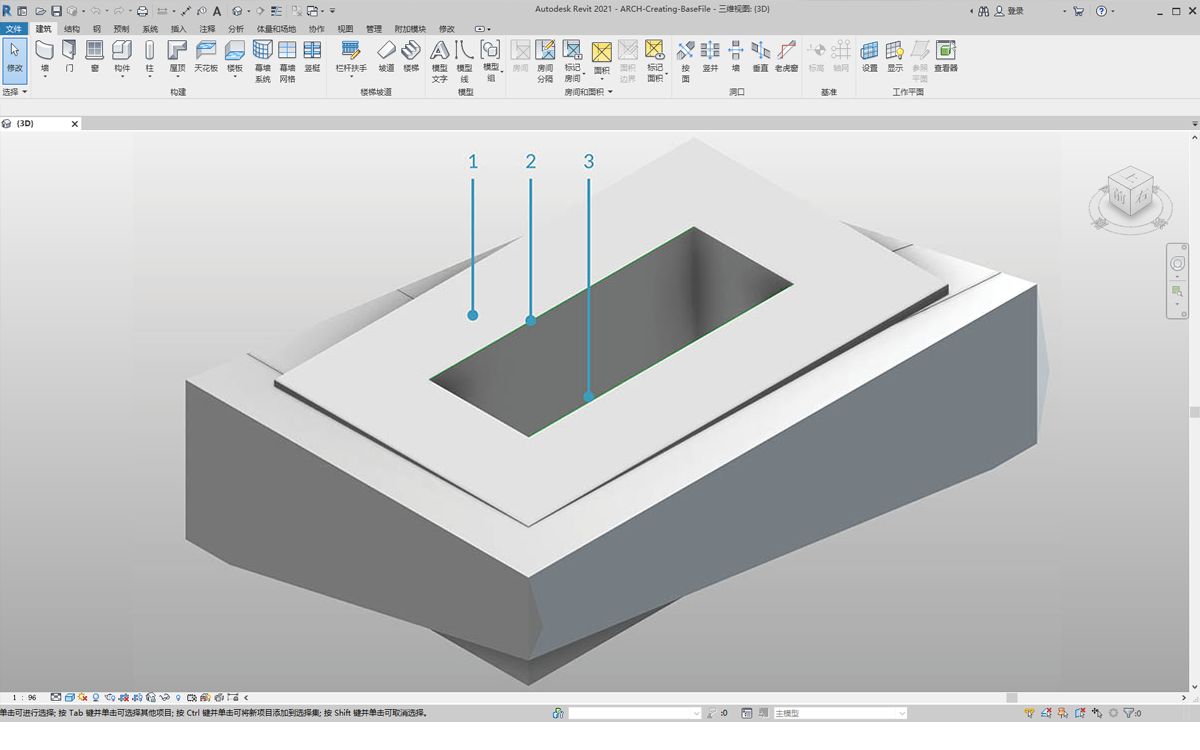 Autodesk Revit 2021 - ARCH-Creating-BaseFile - 三维视图: {3D}
登录
文件 建筑 结构 钢 预制 系统 插入 注释 分析 体量和场地 协作 视图 管理 附加模块 修改
修改 墙 门 窗 构件 柱 屋顶 天花板 楼板 幕墙系统 幕墙网格 竖梃 栏杆扶手 坡道 楼梯 模型文字 模型线 模型组 房间 房间分隔 标记房间 面积 面积边界 标记面积 按面 竖井 墙 垂直 老虎窗 标高 轴网 设置 显示 参照平面 查看器
选择 构建 楼梯坡道 模型 房间和面积 洞口 基准 工作平面
{3D}
1 2 3
上
前 右
1 : 96
单击可进行选择; 按 Tab 键并单击可选择其他项目; 按 Ctrl 键并单击可将新项目添加到选择集; 按 Shift 键并单击可取消选择。
:0
主模型
:0